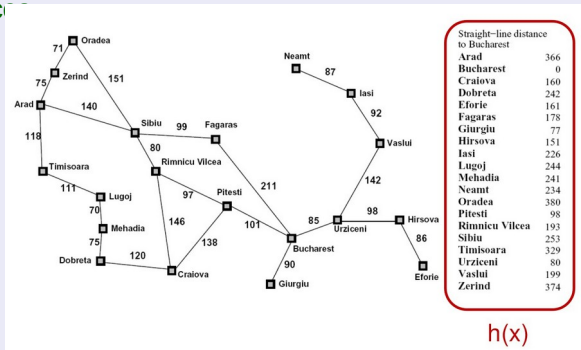 Oradea
71
Neamt
Zerind
87
151
75
Iasi
Arad
140
92
Sibiu
99
Fagaras
118
80
Vaslui
Rimnicu Vilcea
Timisoara
142
111
211
Lugoj
97
Pitesti
70
98
Hirsova
146
101
85
Urziceni
Mehadia
138
86
75
Bucharest
120
90
Dobreta
Craiova
Eforie
Giurgiu
Straight-line distance
to Bucharest
Arad 366
Bucharest 0
Craiova 160
Dobreta 242
Eforie 161
Fagaras 178
Giurgiu 77
Hirsova 151
Iasi 226
Lugoj 244
Mehadia 241
Neamt 234
Oradea 380
Pitesti 98
Rimnicu Vilcea 193
Sibiu 253
Timisoara 329
Urziceni 80
Vaslui 199
Zerind 374
h(x)